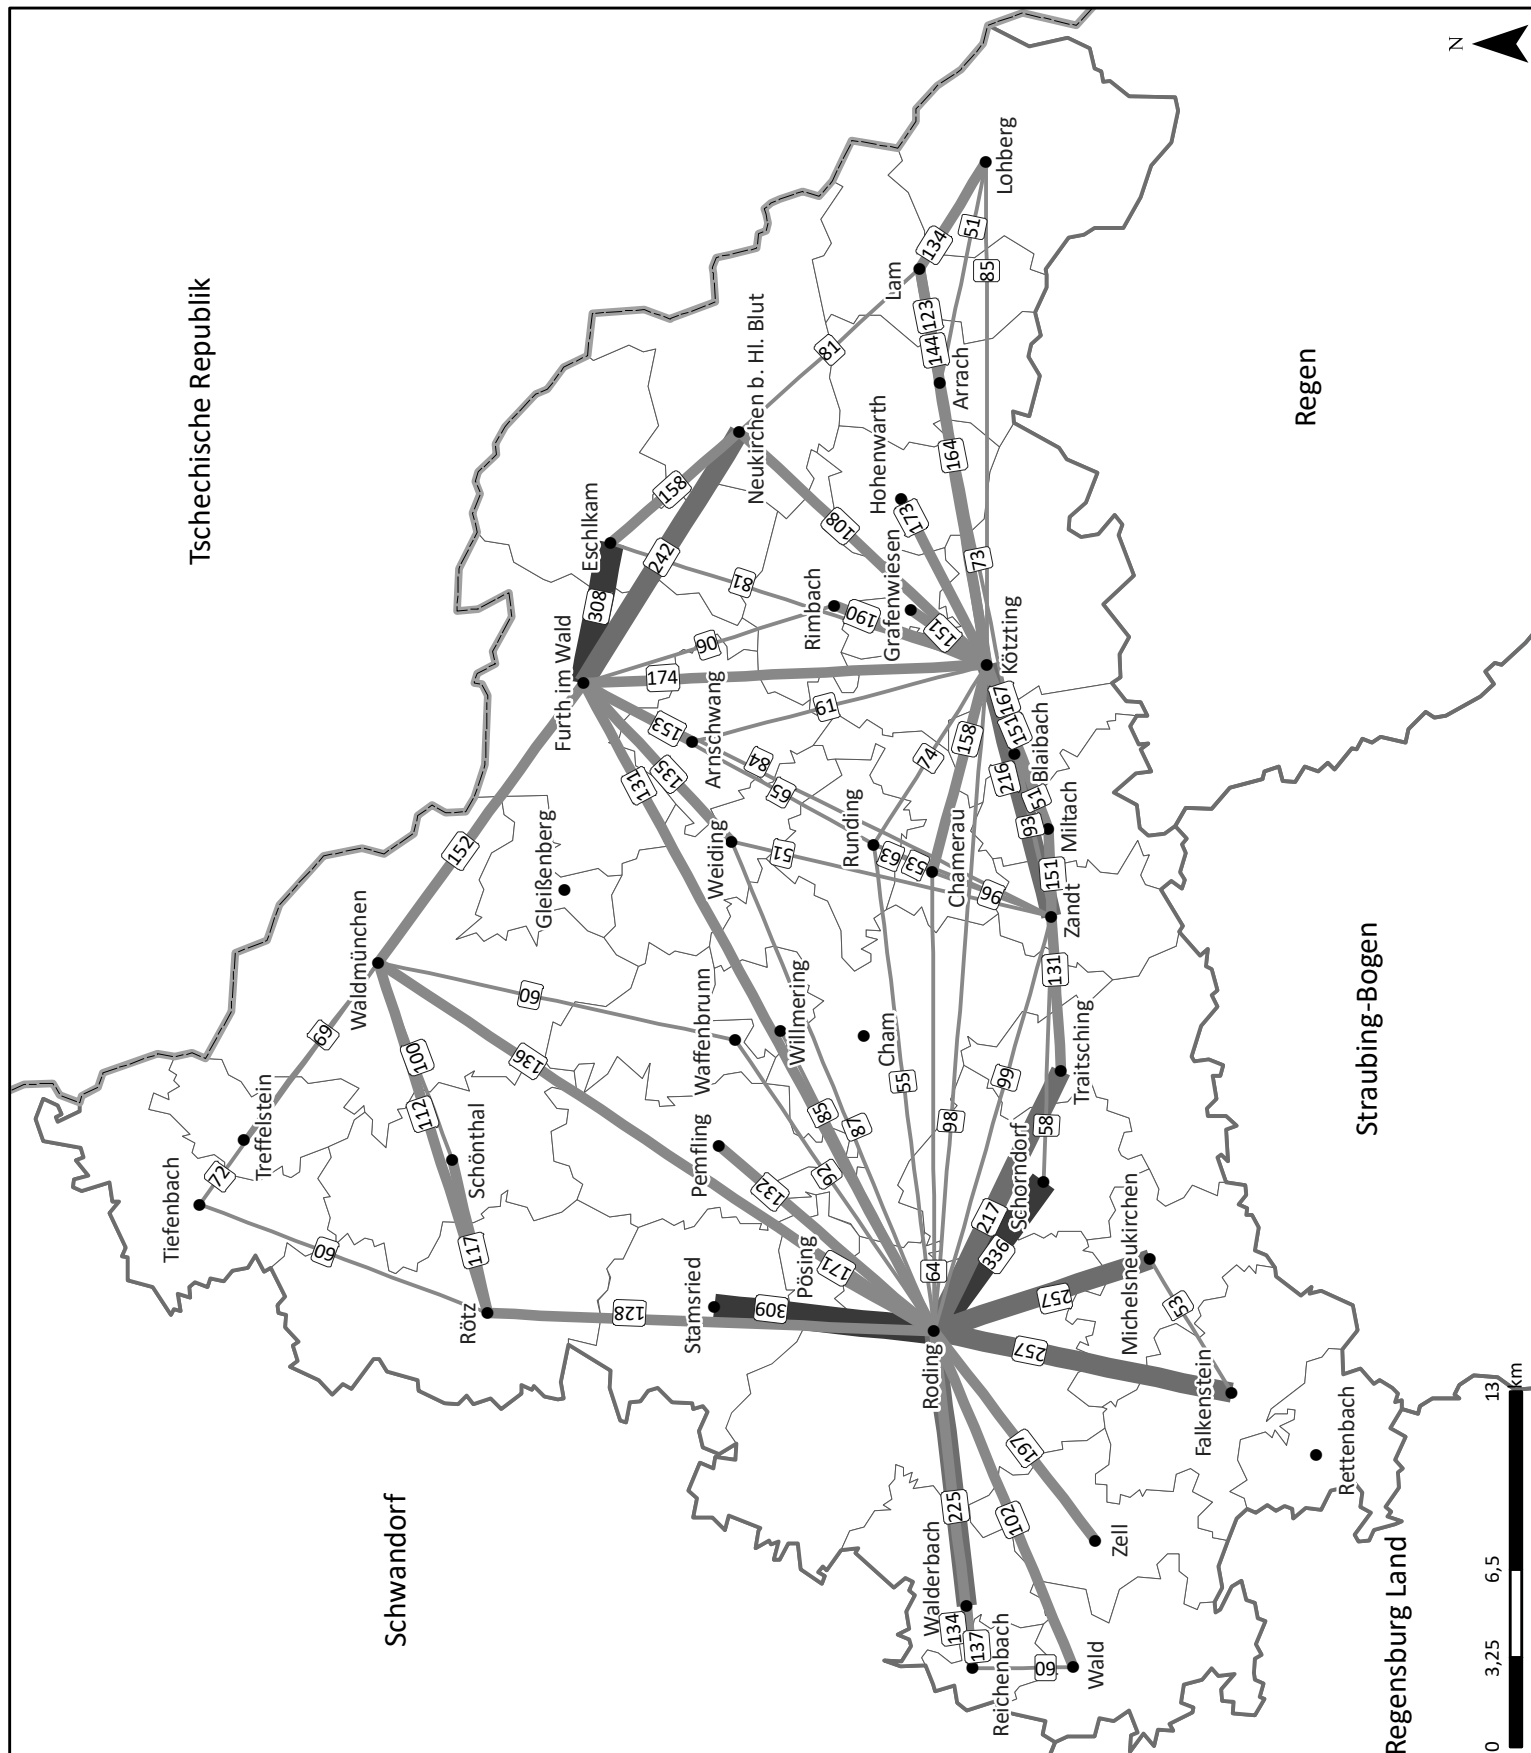 Tschechische Republik
Schwandorf
Regen
Straubing-Bogen
Regensburg Land
N
Tiefenbach
Treffelstein
Waldmünchen
Schönthal
Rötz
Gleißenberg
Furth im Wald
Eschlkam
Neukirchen b. Hl. Blut
Arnschwang
Weiding
Waffenbrunn
Willmering
Pemfling
Stamsried
Pösing
Cham
Runding
Chamerau
Rimbach
Grafenwiesen
Hohenwarth
Arrach
Lam
Lohberg
Kötzting
Blaibach
Miltach
Zandt
Traitsching
Schorndorf
Michelsneukirchen
Falkenstein
Rettenbach
Roding
Walderbach
Reichenbach
Wald
Zell
72
69
60
100
112
117
152
136
60
128
309
171
132
92
85
87
131
135
153
174
90
308
242
158
81
81
108
190
151
173
164
144
123
134
51
85
73
61
84
65
51
63
53
96
74
158
167
151
216
51
93
151
131
58
99
98
55
64
217
336
257
257
53
197
102
225
134
137
60
0
3,25
6,5
13
km